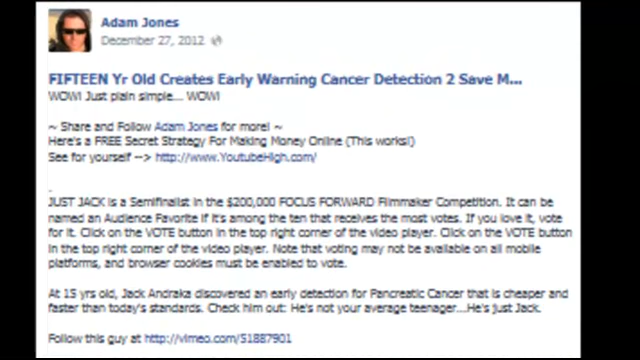 Adam Jones
December 27, 2012
FIFTEEN Yr Old Creates Early Warning Cancer Detection 2 Save M...
WOW! Just plain simple... WOW!
~ Share and Follow Adam Jones for more! ~
Here's a FREE Secret Strategy For Making Money Online (This works!)
See for yourself --> http://www.YoutubeHigh.com/
.
JUST JACK is a Semifinalist in the $200,000 FOCUS FORWARD Filmmaker Competition. It can be
named an Audience Favorite if it's among the ten that receives the most votes. If you love it, vote
for it. Click on the VOTE button in the top right corner of the video player. Click on the VOTE button
in the top right corner of the video player. Note that voting may not be available on all mobile
platforms, and browser cookies must be enabled to vote.
At 15 yrs old, Jack Andraka discovered an early detection for Pancreatic Cancer that is cheaper and
faster than today's standards. Check him out: He's not your average teenager...He's just Jack.
Follow this guy at http://vimeo.com/51887901